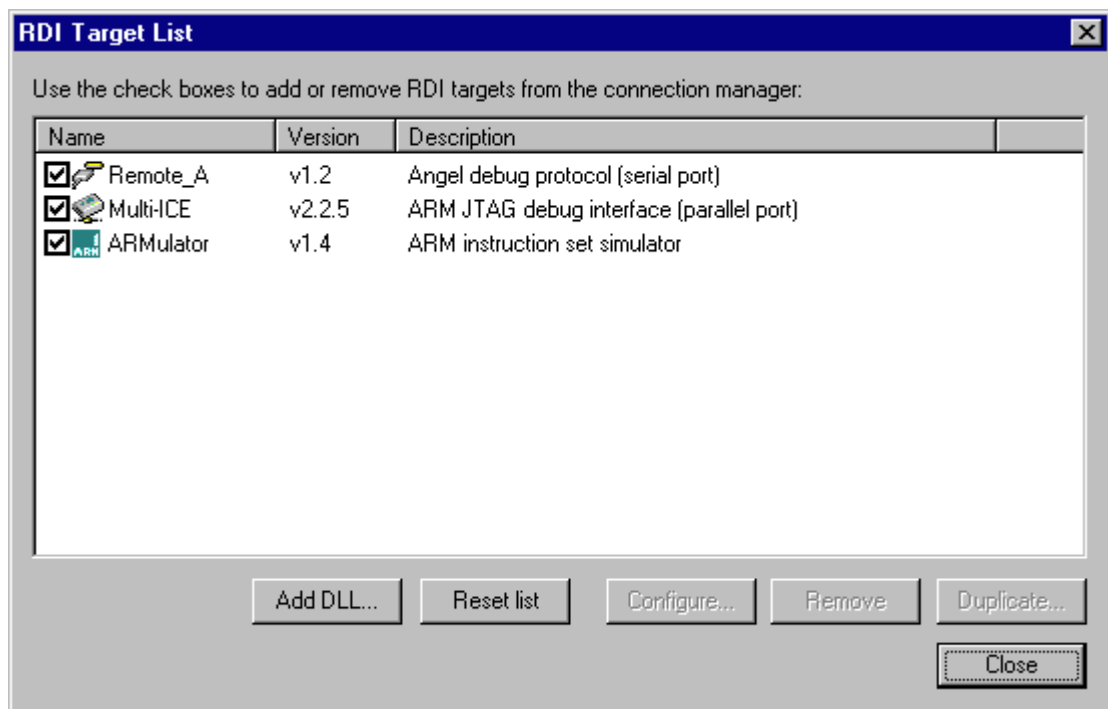 RDI Target List
Use the check boxes to add or remove RDI targets from the connection manager:
Name Version Description
Remote_A v1.2 Angel debug protocol (serial port)
Multi-ICE v2.2.5 ARM JTAG debug interface (parallel port)
ARM ARMulator v1.4 ARM instruction set simulator
Add DLL... Reset list Configure... Remove Duplicate...
Close